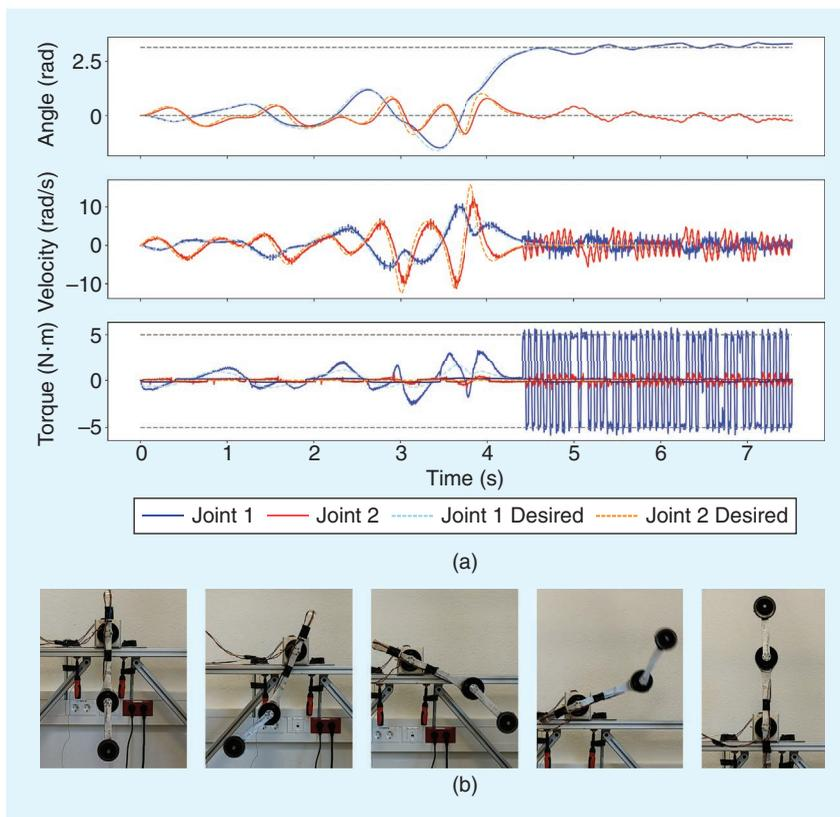 Angle (rad)
2.5
0
Velocity (rad/s)
10
0
−10
Torque (N·m)
5
0
−5
0 1 2 3 4 5 6 7
Time (s)
Joint 1 Joint 2 Joint 1 Desired Joint 2 Desired
(a)
(b)